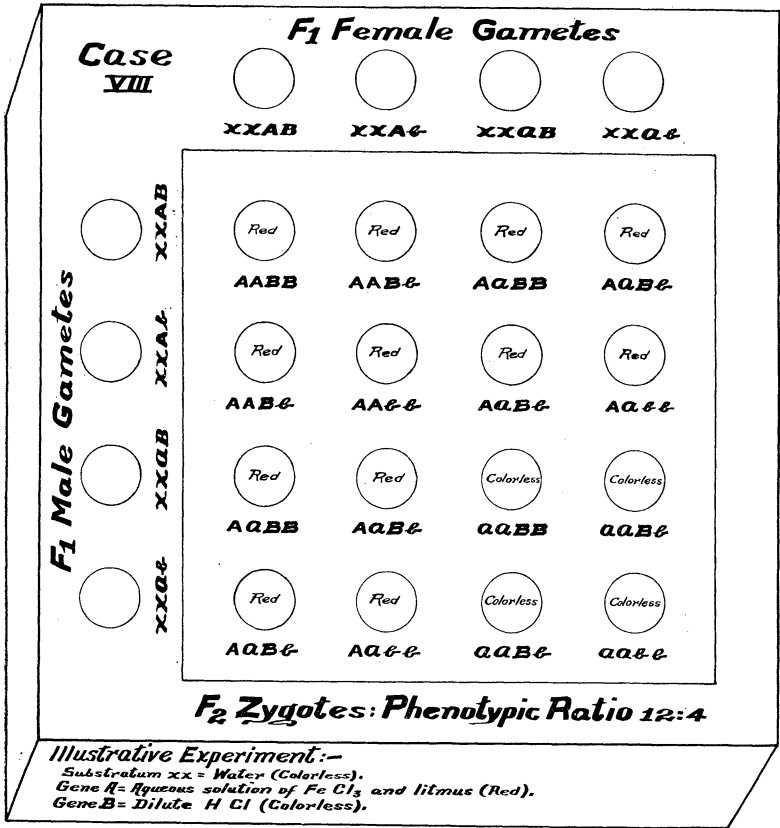 F1 Female Gametes
Case
VIII
xxAB xxAb xxaB xxab
F1 Male Gametes
xxAB
Red Red Red Red
AABB AABb AaBB AaBb
xxAb
Red Red Red Red
AABb AAbb AaBb Aabb
xxaB
Red Red Colorless Colorless
AaBB AaBb aaBB aaBb
xxab
Red Red Colorless Colorless
AaBb Aabb aaBb aabb
F2 Zygotes: Phenotypic Ratio 12:4
Illustrative Experiment:-
Substratum xx = Water (Colorless).
Gene A = Aqueous solution of Fe Cl3 and litmus (Red).
Gene B = Dilute H Cl (Colorless).